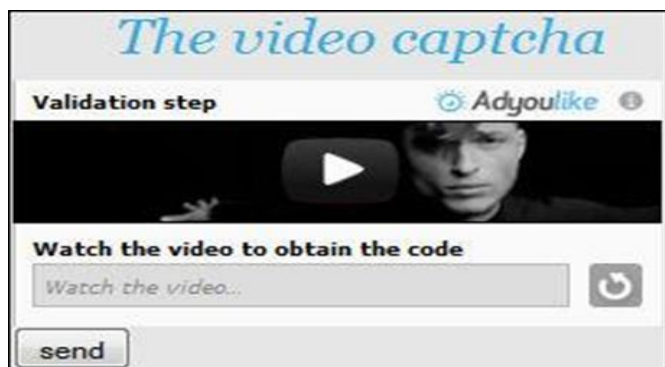 The video captcha
Validation step Adyoulike
Watch the video to obtain the code
Watch the video...
send